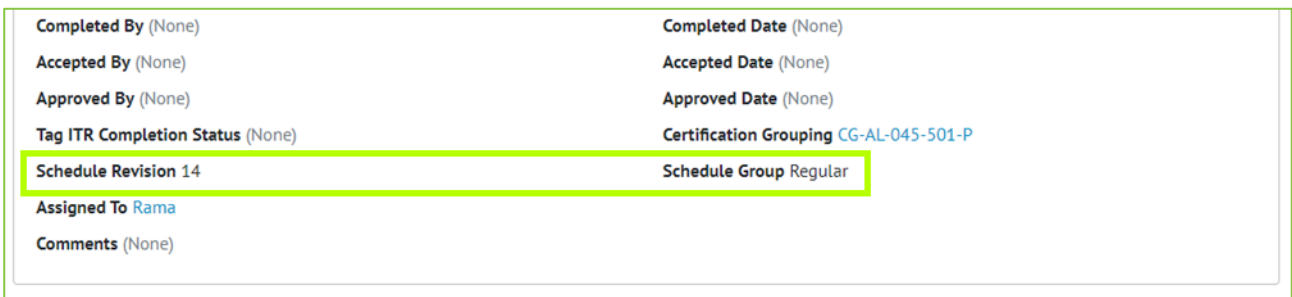 Completed By (None) Completed Date (None)
Accepted By (None) Accepted Date (None)
Approved By (None) Approved Date (None)
Tag ITR Completion Status (None) Certification Grouping CG-AL-045-501-P
Schedule Revision 14 Schedule Group Regular
Assigned To Rama
Comments (None)